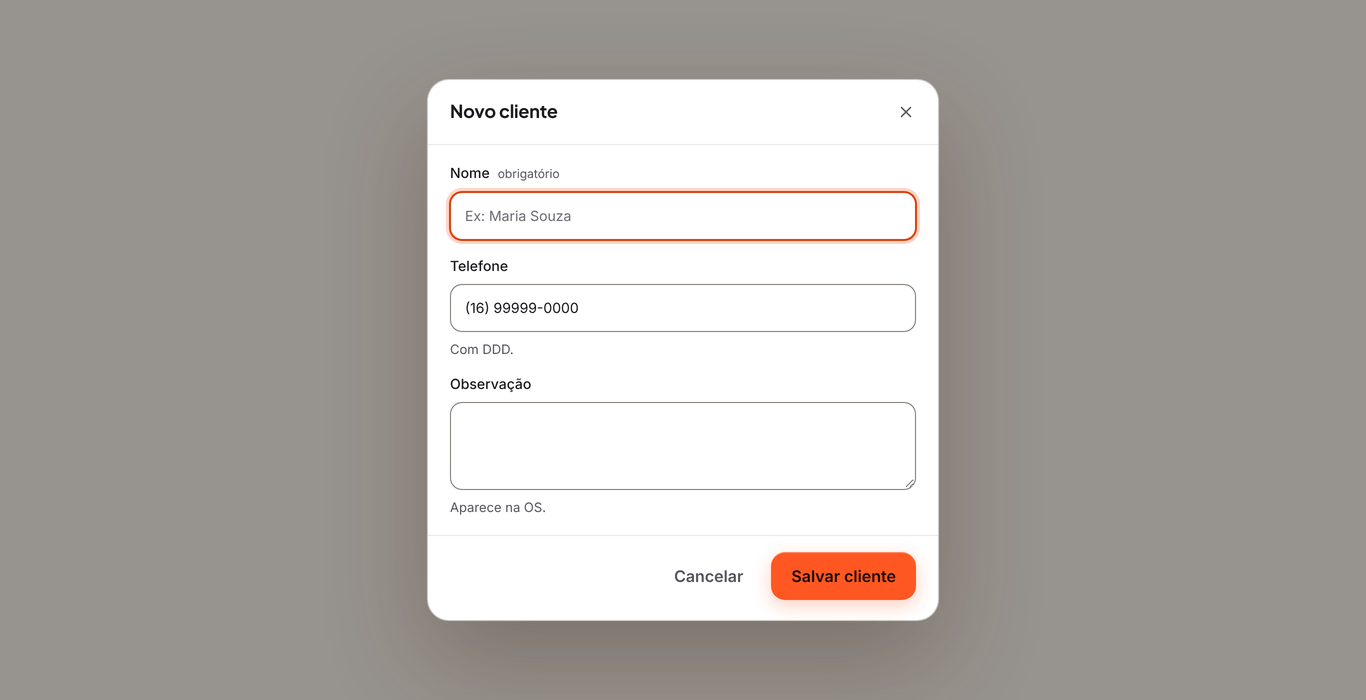 Novo cliente
Nome obrigatório
Ex: Maria Souza
Telefone
(16) 99999-0000
Com DDD.
Observação
Aparece na OS.
Cancelar
Salvar cliente